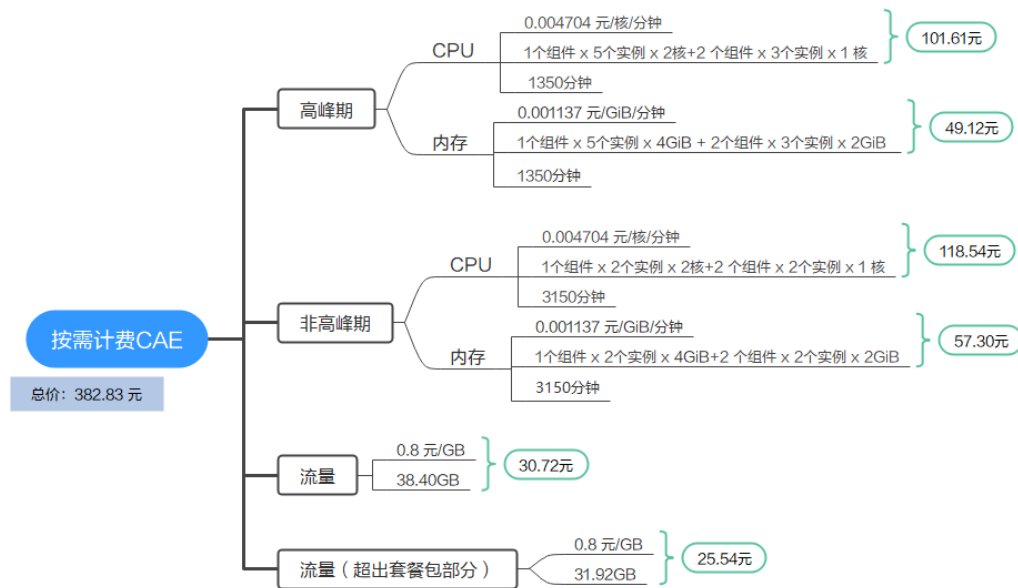 按需计费CAE
总价：382.83 元
高峰期
CPU
0.004704 元/核/分钟
1个组件 x 5个实例 x 2核+2 个组件 x 3个实例 x 1 核
1350分钟
101.61元
内存
0.001137 元/GiB/分钟
1个组件 x 5个实例 x 4GiB + 2个组件 x 3个实例 x 2GiB
1350分钟
49.12元
非高峰期
CPU
0.004704 元/核/分钟
1个组件 x 2个实例 x 2核+2 个组件 x 2个实例 x 1 核
3150分钟
118.54元
内存
0.001137 元/GiB/分钟
1个组件 x 2个实例 x 4GiB+2 个组件 x 2个实例 x 2GiB
3150分钟
57.30元
流量
0.8 元/GB
38.40GB
30.72元
流量（超出套餐包部分）
0.8 元/GB
31.92GB
25.54元